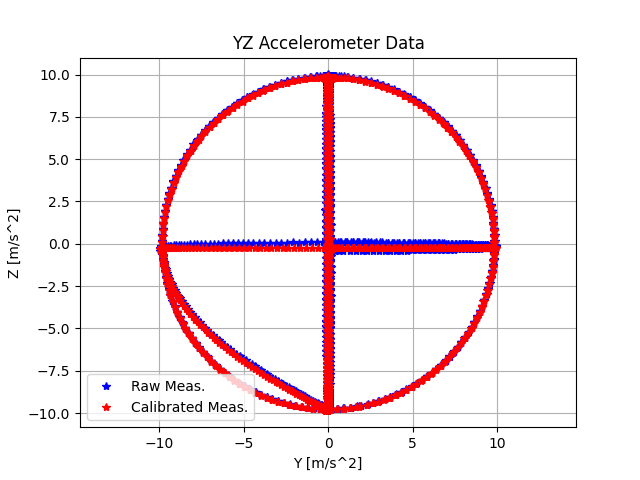 YZ Accelerometer Data
10.0
7.5
5.0
2.5
0.0
−2.5
−5.0
−7.5
−10.0
Z [m/s^2]
Raw Meas.
Calibrated Meas.
−10
−5
0
5
10
Y [m/s^2]